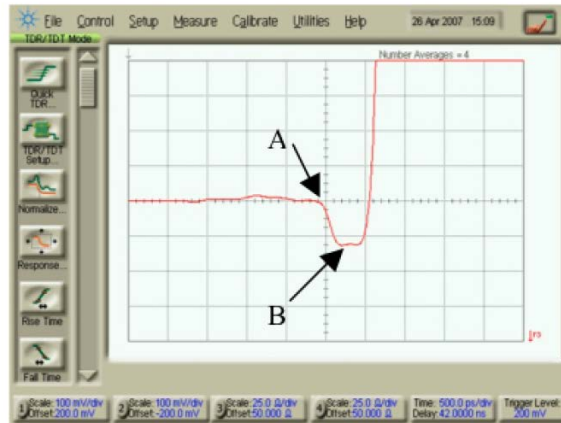 File Control Setup Measure Calibrate Utilities Help 26 Apr 2007 15:09
TDR/TDT Mode
Number Averages = 4
Quick
TDR...
TDR/TDT
Setup...
Normalize...
Response...
Rise Time
Fall Time
A
B
Scale: 100 mV/div
Offset: 200.0 mV
Scale: 100 mV/div
Offset: -200.0 mV
Scale: 25.0 Ω/div
Offset: 50.000 Ω
Scale: 25.0 Ω/div
Offset: 50.000 Ω
Time: 500.0 ps/div
Delay: 42.0000 ns
Trigger Level:
200 mV